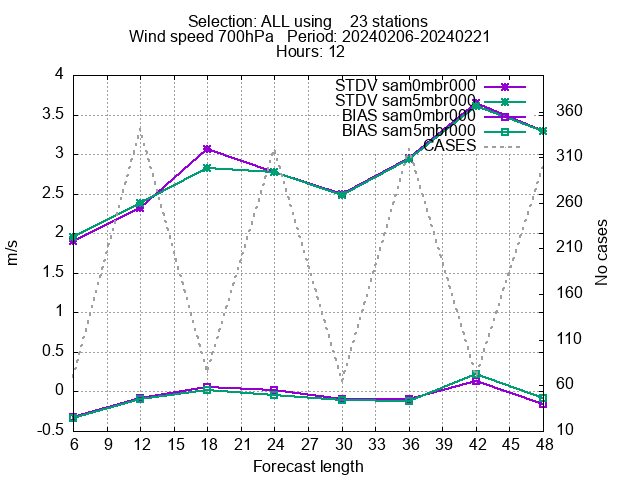 Selection: ALL using    23 stations
Wind speed 700hPa   Period: 20240206-20240221
Hours: 12
STDV sam0mbr000
STDV sam5mbr000
BIAS sam0mbr000
BIAS sam5mbr000
CASES
4
3.5
3
2.5
2
1.5
1
0.5
0
-0.5
m/s
360
310
260
210
160
110
60
10
No cases
6 9 12 15 18 21 24 27 30 33 36 39 42 45 48
Forecast length